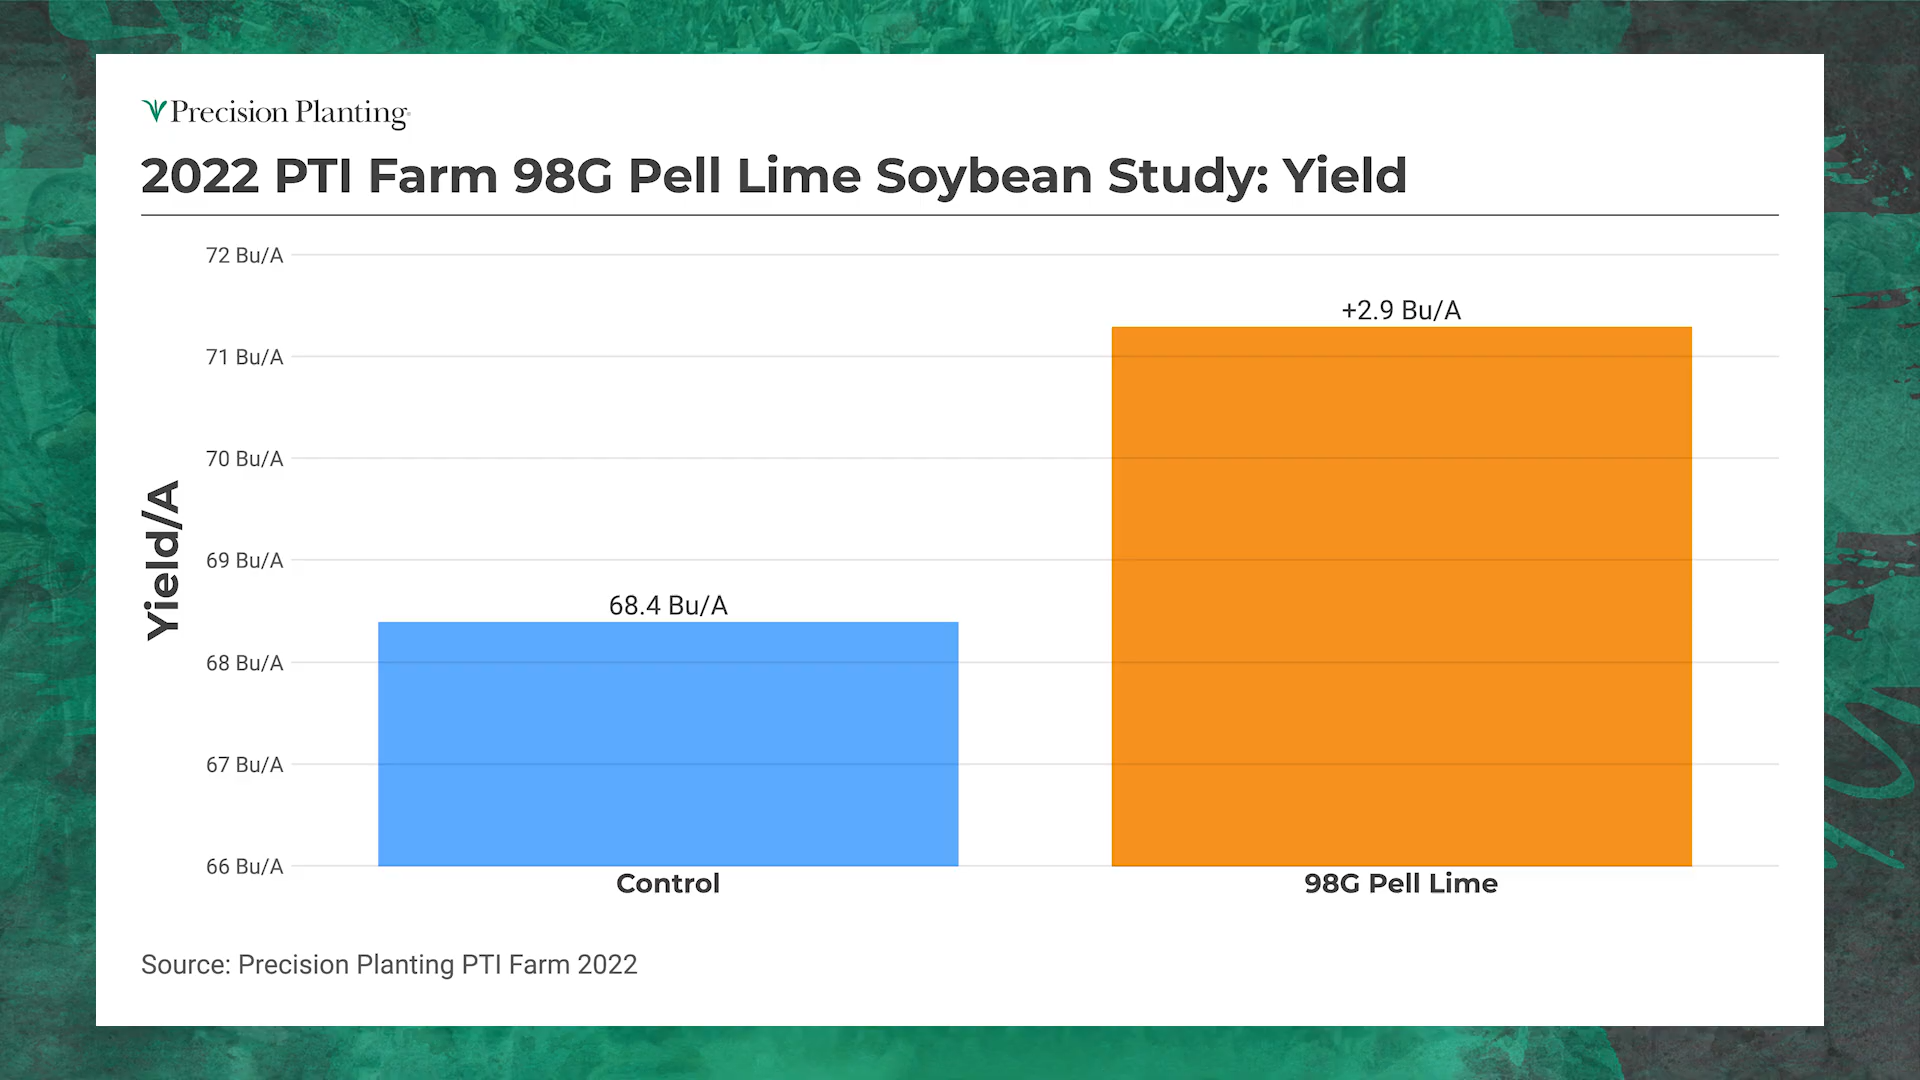 Precision Planting
2022 PTI Farm 98G Pell Lime Soybean Study: Yield
72 Bu/A
+2.9 Bu/A
71 Bu/A
70 Bu/A
Yield/A
69 Bu/A
68.4 Bu/A
68 Bu/A
67 Bu/A
66 Bu/A
Control
98G Pell Lime
Source: Precision Planting PTI Farm 2022